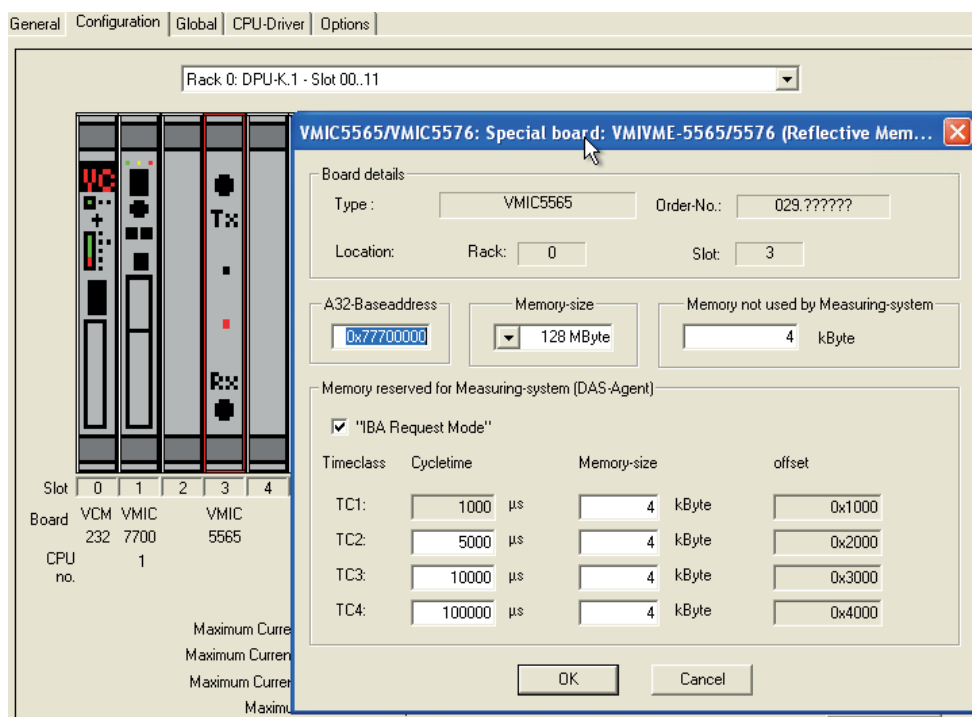 General Configuration Global CPU-Driver Options
Rack 0: DPU-K.1 - Slot 00..11
VMIC5565/VMIC5576: Special board: VMIVME-5565/5576 (Reflective Mem...
Board details
Type : VMIC5565 Order-No.: 029.??????
Location: Rack: 0 Slot: 3
A32-Baseaddress Memory-size Memory not used by Measuring-system
0x77700000 128 MByte 4 kByte
Memory reserved for Measuring-system (DAS-Agent)
"IBA Request Mode"
Timeclass Cycletime Memory-size offset
TC1: 1000 µs 4 kByte 0x1000
TC2: 5000 µs 4 kByte 0x2000
TC3: 10000 µs 4 kByte 0x3000
TC4: 100000 µs 4 kByte 0x4000
OK Cancel
VC
Tx
Rx
Slot 0 1 2 3 4
Board VCM VMIC VMIC
232 7700 5565
CPU 1
no.
Maximum Curre
Maximum Curren
Maximum Currer
Maximu